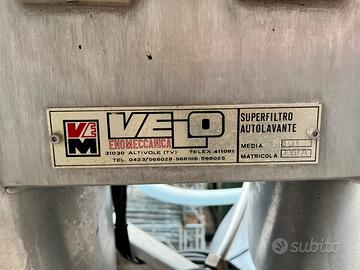 VE
M
VELO
ENOMECCANICA
31030 ALTIVOLE (TV) TELEX 411081
TEL. 0423/566028-566106-566025
SUPERFILTRO
AUTOLAVANTE
MEDIA
MATRICOLA
subito